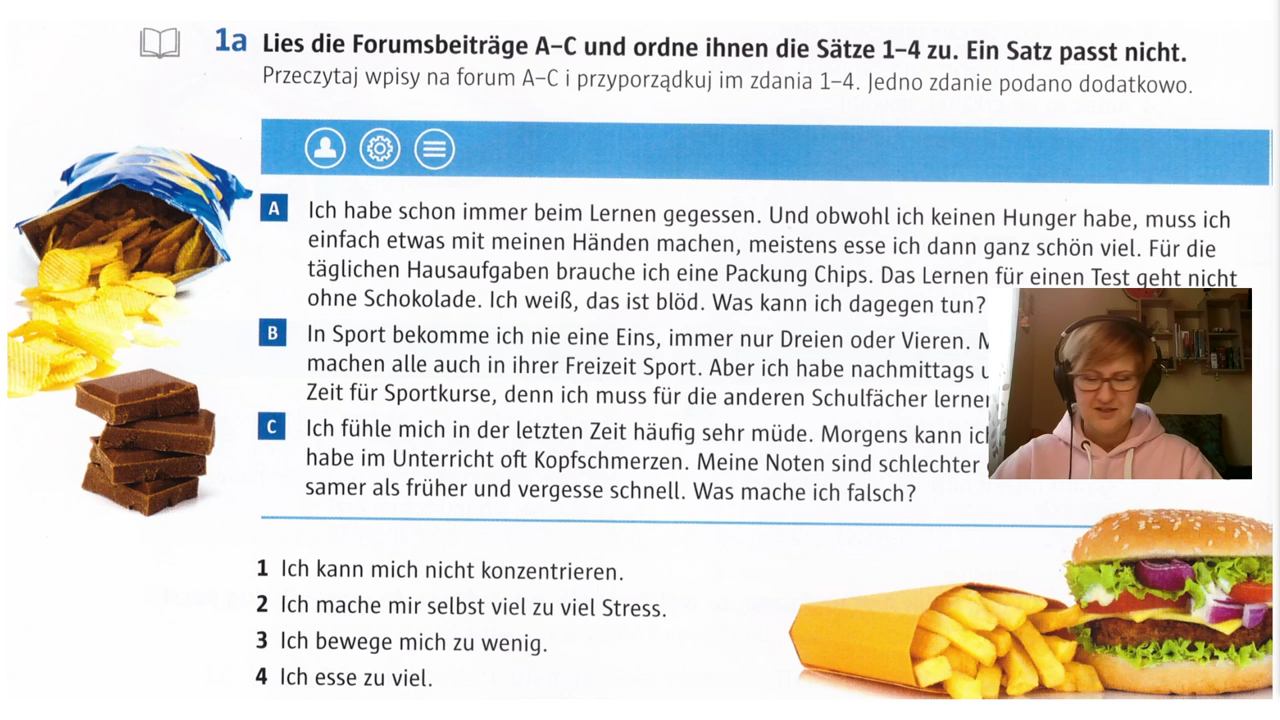 1a Lies die Forumsbeiträge A–C und ordne ihnen die Sätze 1–4 zu. Ein Satz passt nicht.
Przeczytaj wpisy na forum A–C i przyporządkuj im zdania 1–4. Jedno zdanie podano dodatkowo.
A Ich habe schon immer beim Lernen gegessen. Und obwohl ich keinen Hunger habe, muss ich
einfach etwas mit meinen Händen machen, meistens esse ich dann ganz schön viel. Für die
täglichen Hausaufgaben brauche ich eine Packung Chips. Das Lernen für einen Test geht nicht
ohne Schokolade. Ich weiß, das ist blöd. Was kann ich dagegen tun?
B In Sport bekomme ich nie eine Eins, immer nur Dreien oder Vieren.
machen alle auch in ihrer Freizeit Sport. Aber ich habe nachmittags
Zeit für Sportkurse, denn ich muss für die anderen Schulfächer
C Ich fühle mich in der letzten Zeit häufig sehr müde. Morgens kann
habe im Unterricht oft Kopfschmerzen. Meine Noten sind schlechter
samer als früher und vergesse schnell. Was mache ich falsch?
1 Ich kann mich nicht konzentrieren.
2 Ich mache mir selbst viel zu viel Stress.
3 Ich bewege mich zu wenig.
4 Ich esse zu viel.